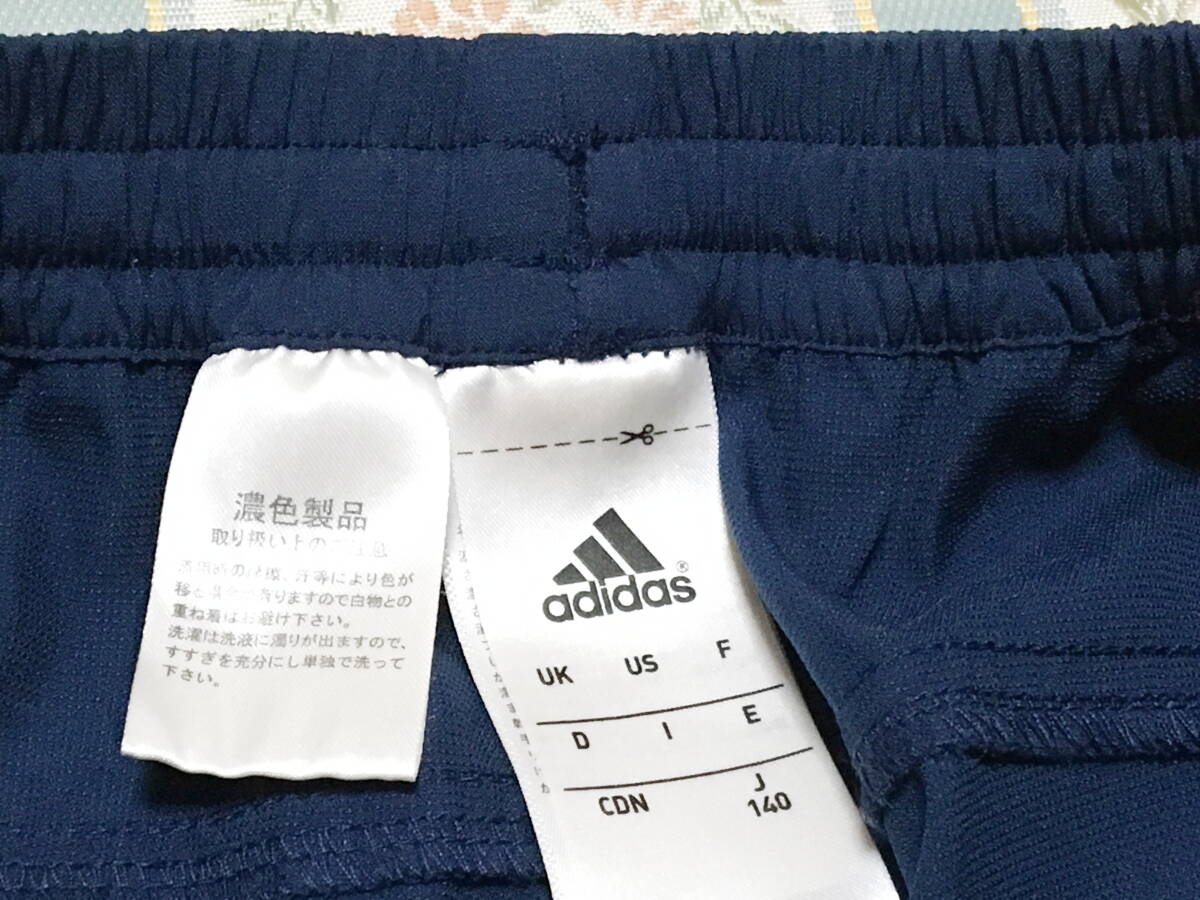 濃色製品
取り扱い上のご注意
着用時の摩擦、汗等により色が
移る場合が有りますので白物との
重ね着はお避け下さい。
洗濯は洗液に濁りが出ますので、
すすぎを充分にし単独で洗って
下さい。
adidas®
UK US F
D I E
CDN J
140